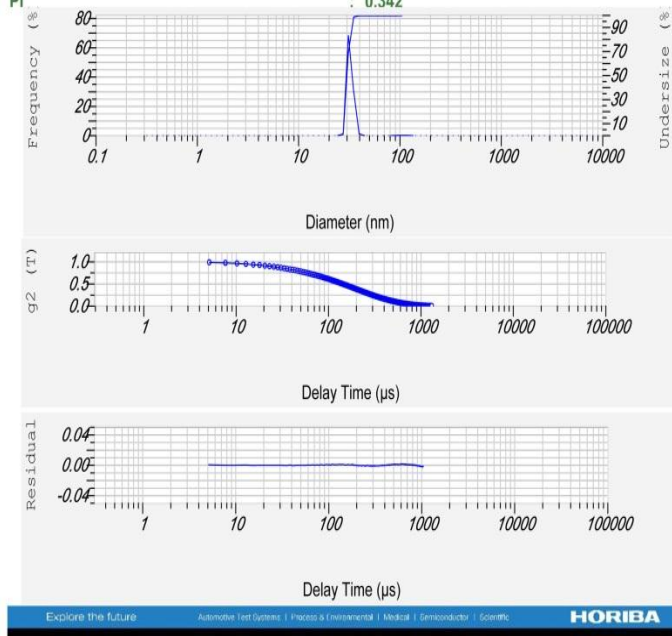 PI : 0.342
Frequency (%
80
60
40
20
0
90
70
50
30
10
Undersize (%
0.1 1 10 100 1000 10000
Diameter (nm)
g2 (T)
1.0
0.5
0.0
1 10 100 1000 10000 100000
Delay Time (µs)
Residual
0.04
0.00
-0.04
1 10 100 1000 10000 100000
Delay Time (µs)
Explore the future Automotive Test Systems | Process & Environmental | Medical | Semiconductor | Scientific HORIBA